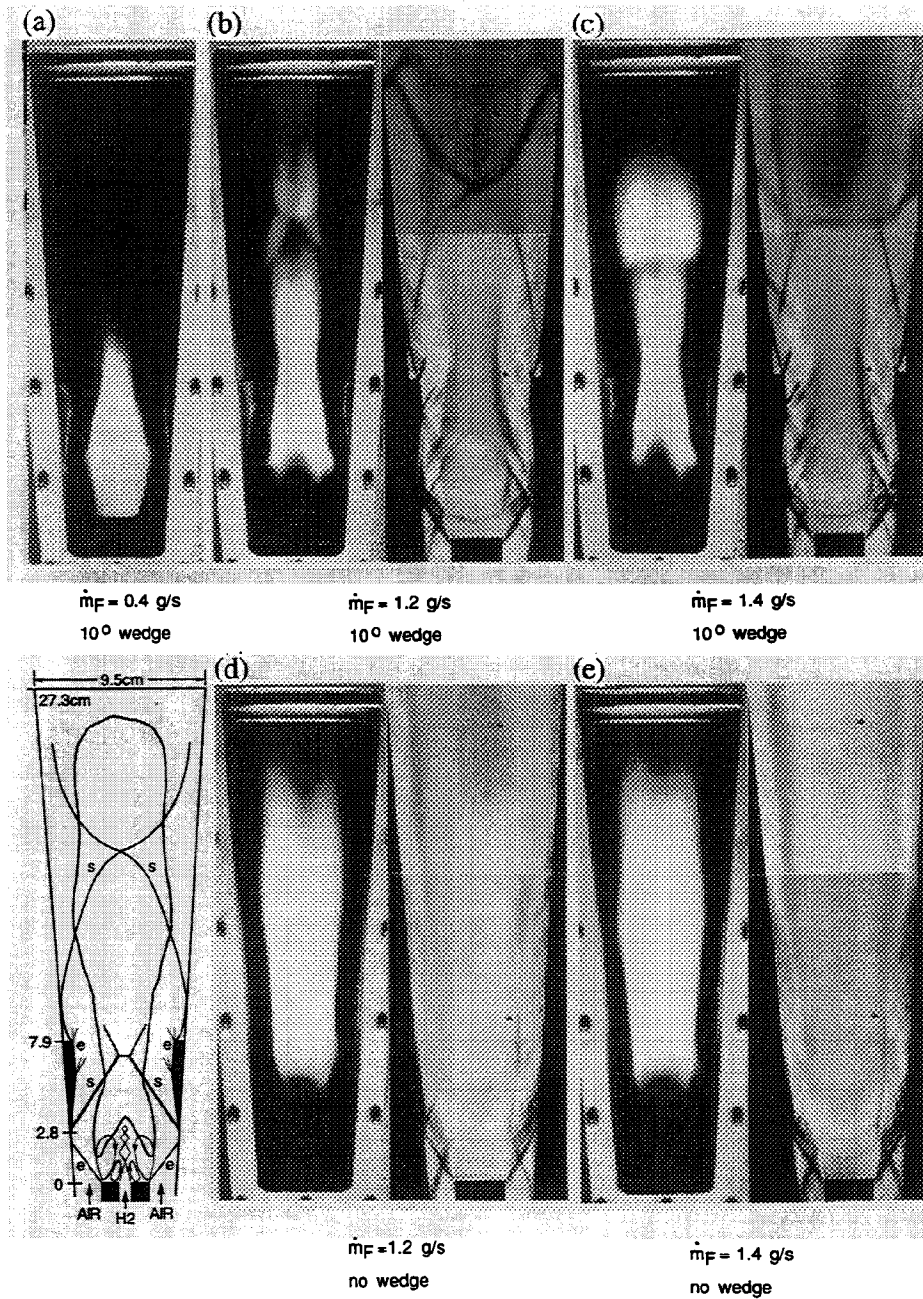 (a) (b) (c)
ṁF = 0.4 g/s
10° wedge
ṁF = 1.2 g/s
10° wedge
ṁF = 1.4 g/s
10° wedge
(d) (e)
9.5cm
27.3cm
s s
7.9
e e
s s
2.8
e e
0
AIR H2 AIR
ṁF =1.2 g/s
no wedge
ṁF = 1.4 g/s
no wedge